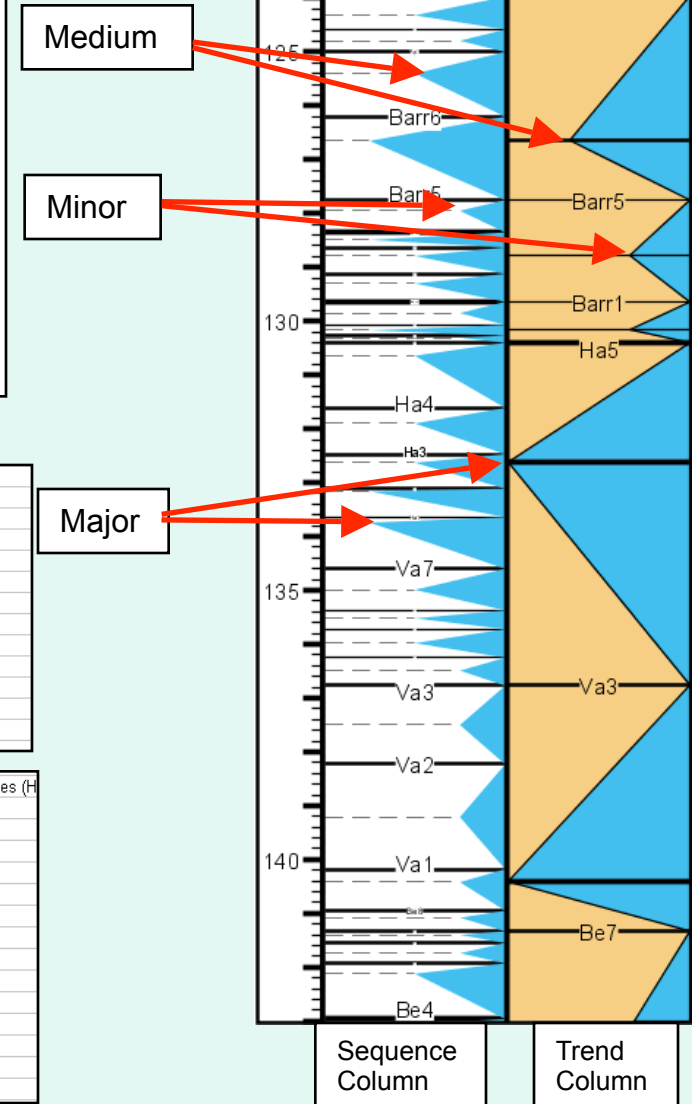 Medium
125
Barr6
Minor
Barr5
Barr5
Barr1
130
Ha5
Ha4
Ha3
Major
Va7
135
Va3
Va3
Va2
es (H
140
Va1
Be7
Be4
Sequence
Column
Trend
Column